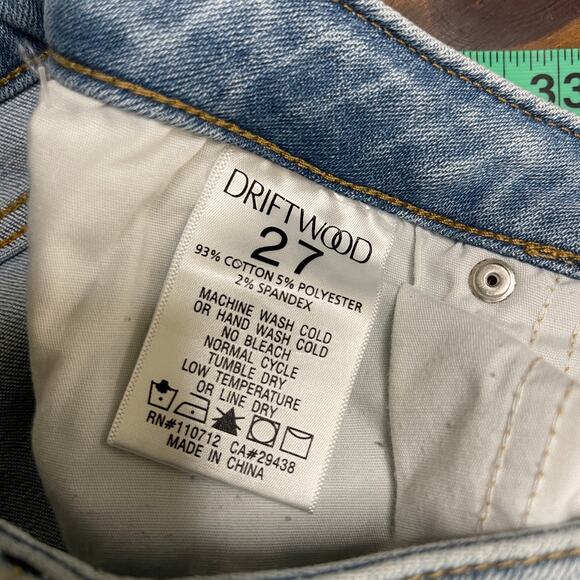 33
DRIFTWOOD
27
93% COTTON 5% POLYESTER
2% SPANDEX
MACHINE WASH COLD
OR HAND WASH COLD
NO BLEACH
NORMAL CYCLE
TUMBLE DRY
LOW TEMPERATURE
OR LINE DRY
RN#110712 CA#29438
MADE IN CHINA